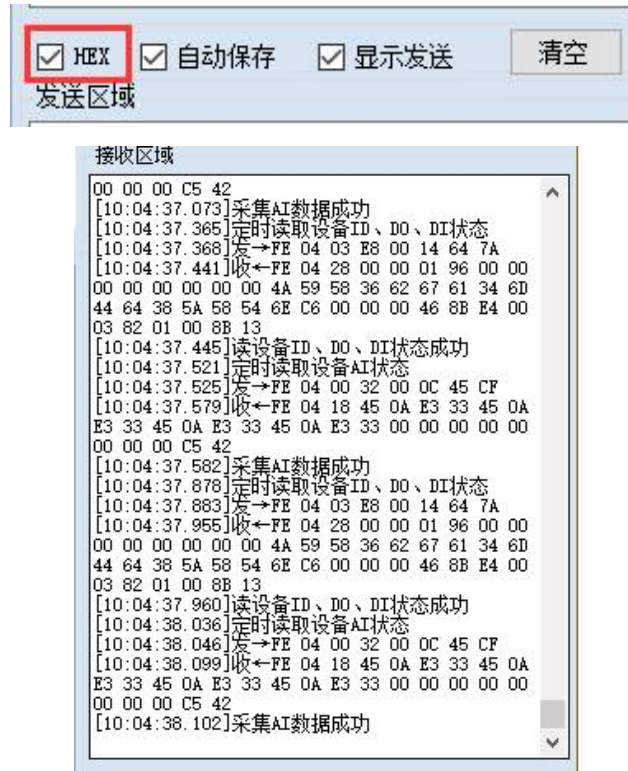 HEX 自动保存 显示发送 清空
发送区域
接收区域
00 00 00 C5 42
[10:04:37.073]采集AI数据成功
[10:04:37.365]定时读取设备ID、DO、DI状态
[10:04:37.368]发→FE 04 03 E8 00 14 64 7A
[10:04:37.441]收←FE 04 28 00 00 01 96 00 00
00 00 00 00 00 00 4A 59 58 36 62 67 61 34 6D
44 64 38 5A 58 54 6E C6 00 00 00 46 8B E4 00
03 82 01 00 8B 13
[10:04:37.445]读设备ID、DO、DI状态成功
[10:04:37.521]定时读取设备AI状态
[10:04:37.525]发→FE 04 00 32 00 0C 45 CF
[10:04:37.579]收←FE 04 18 45 0A E3 33 45 0A
E3 33 45 0A E3 33 45 0A E3 33 00 00 00 00 00
00 00 00 C5 42
[10:04:37.582]采集AI数据成功
[10:04:37.878]定时读取设备ID、DO、DI状态
[10:04:37.883]发→FE 04 03 E8 00 14 64 7A
[10:04:37.955]收←FE 04 28 00 00 01 96 00 00
00 00 00 00 00 00 4A 59 58 36 62 67 61 34 6D
44 64 38 5A 58 54 6E C6 00 00 00 46 8B E4 00
03 82 01 00 8B 13
[10:04:37.960]读设备ID、DO、DI状态成功
[10:04:38.036]定时读取设备AI状态
[10:04:38.046]发→FE 04 00 32 00 0C 45 CF
[10:04:38.099]收←FE 04 18 45 0A E3 33 45 0A
E3 33 45 0A E3 33 45 0A E3 33 00 00 00 00 00
00 00 00 C5 42
[10:04:38.102]采集AI数据成功